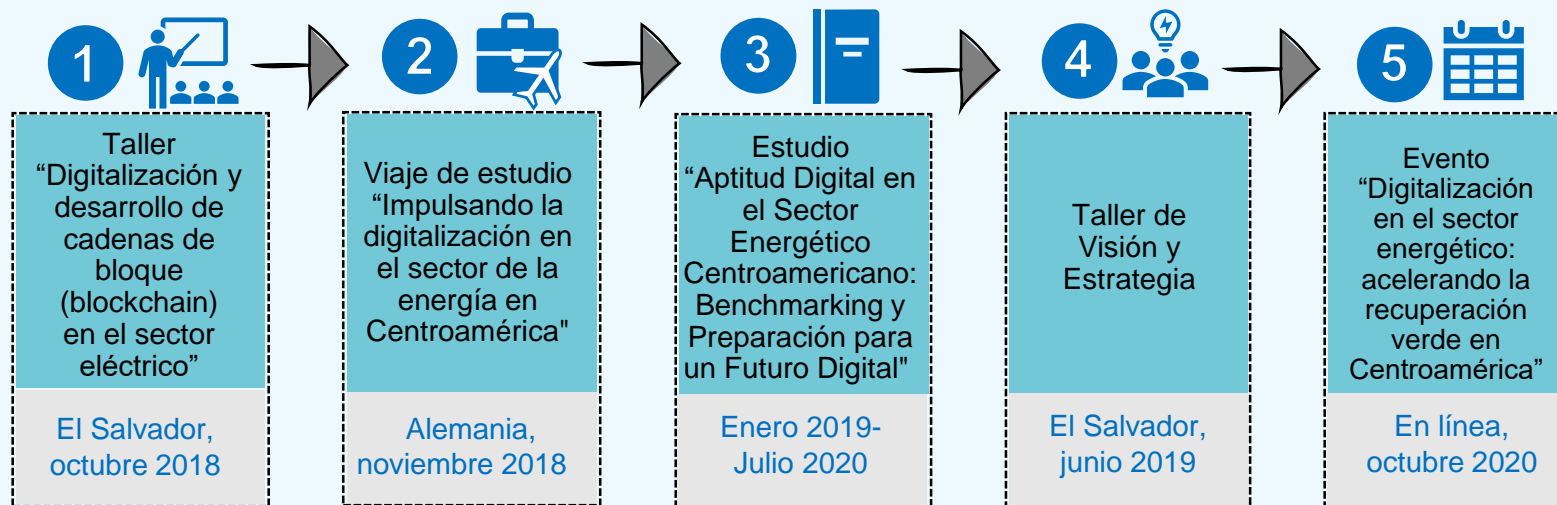 1
Taller
“Digitalización y
desarrollo de
cadenas de
bloque
(blockchain)
en el sector
eléctrico”
El Salvador,
octubre 2018
2
Viaje de estudio
“Impulsando la
digitalización en
el sector de la
energía en
Centroamérica"
Alemania,
noviembre 2018
3
Estudio
“Aptitud Digital en
el Sector
Energético
Centroamericano:
Benchmarking y
Preparación para
un Futuro Digital"
Enero 2019-
Julio 2020
4
Taller de
Visión y
Estrategia
El Salvador,
junio 2019
5
Evento
“Digitalización
en el sector
energético:
acelerando la
recuperación
verde en
Centroamérica”
En línea,
octubre 2020